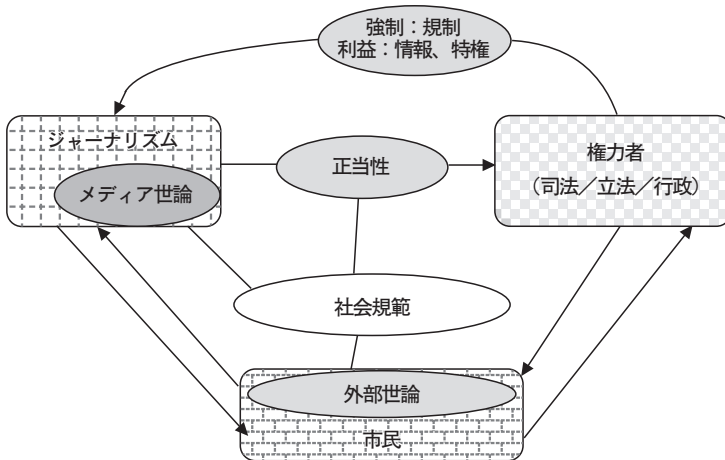 強制：規制
利益：情報、特権
ジャーナリズム
メディア世論
正当性
権力者
（司法／立法／行政）
社会規範
外部世論
市民